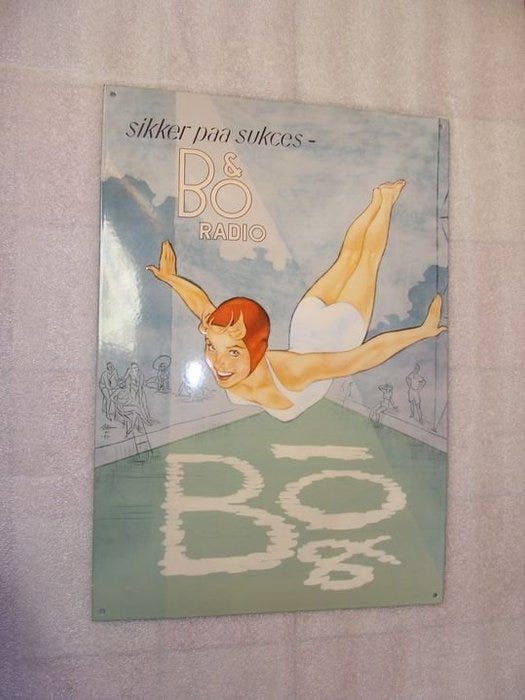 sikker paa sukces -
B&O
RADIO
B&O